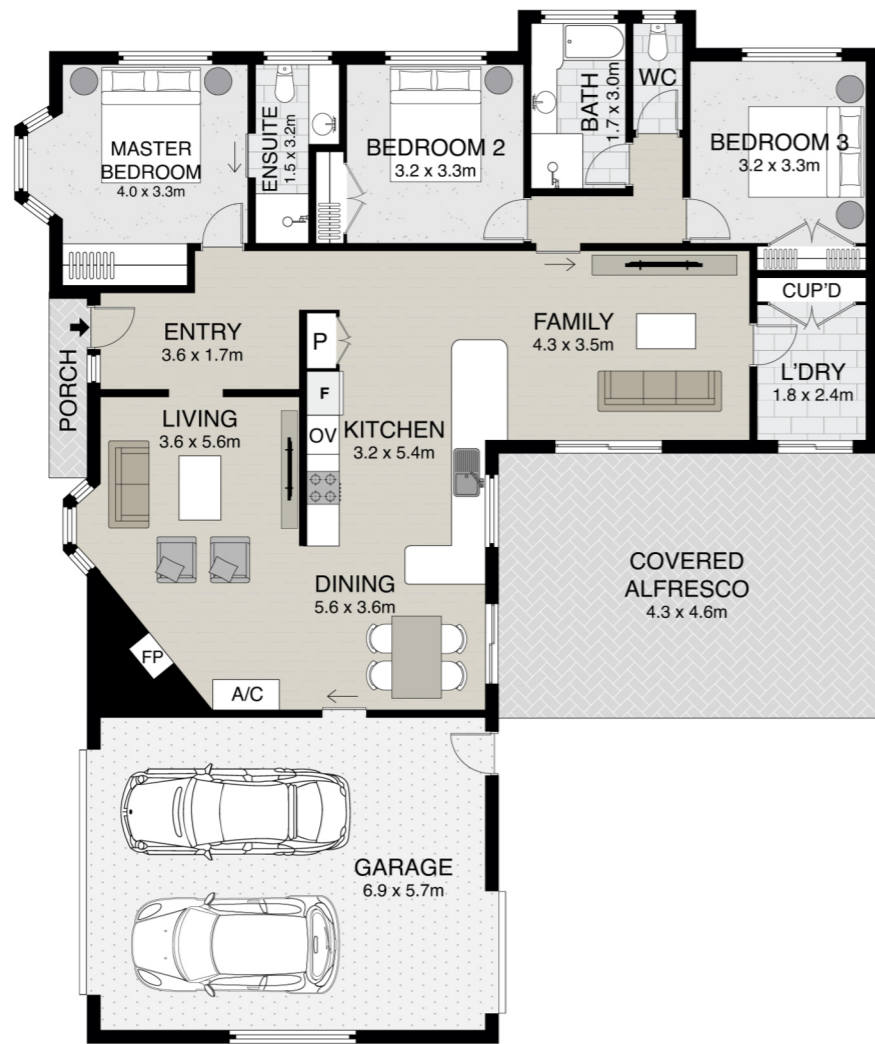 MASTER
BEDROOM
4.0 x 3.3m
ENSUITE
1.5 x 3.2m
BEDROOM 2
3.2 x 3.3m
BATH
1.7 x 3.0m
WC
BEDROOM 3
3.2 x 3.3m
CUP'D
ENTRY
3.6 x 1.7m
PORCH
P
F
OV
FAMILY
4.3 x 3.5m
L'DRY
1.8 x 2.4m
LIVING
3.6 x 5.6m
KITCHEN
3.2 x 5.4m
DINING
5.6 x 3.6m
COVERED
ALFRESCO
4.3 x 4.6m
FP
A/C
GARAGE
6.9 x 5.7m